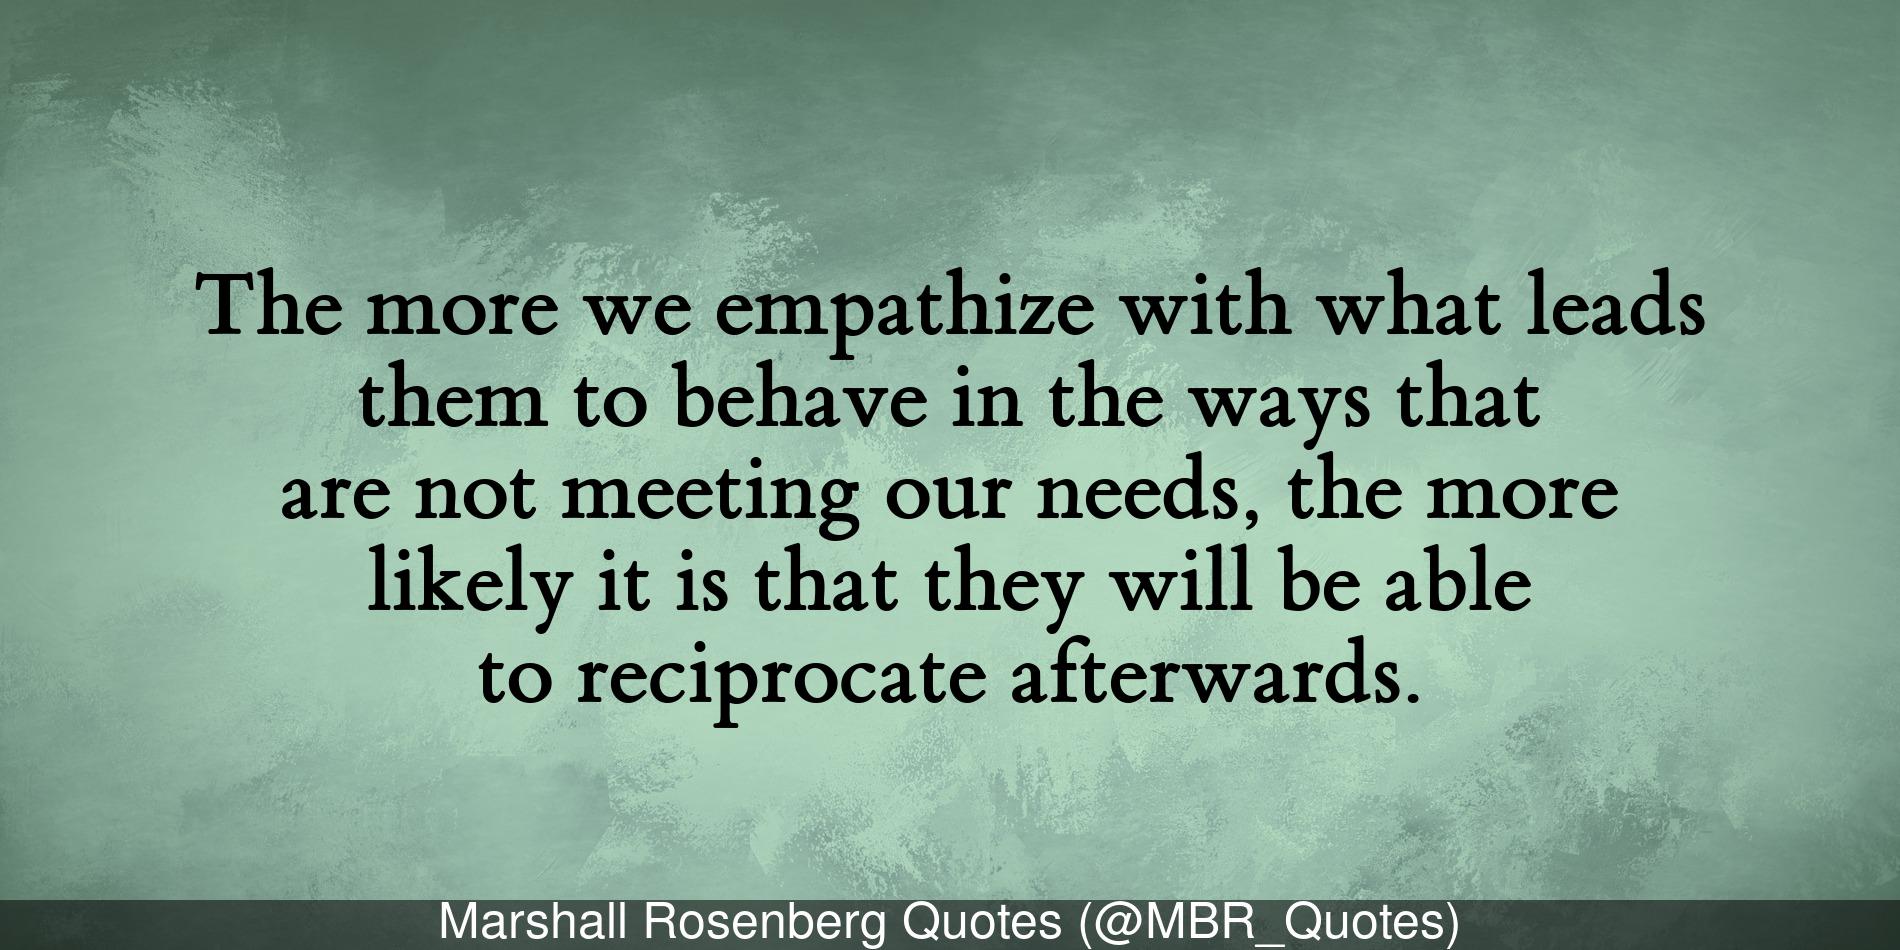 The more we empathize with what leads
them to behave in the ways that
are not meeting our needs, the more
likely it is that they will be able
to reciprocate afterwards.
Marshall Rosenberg Quotes (@MBR_Quotes)